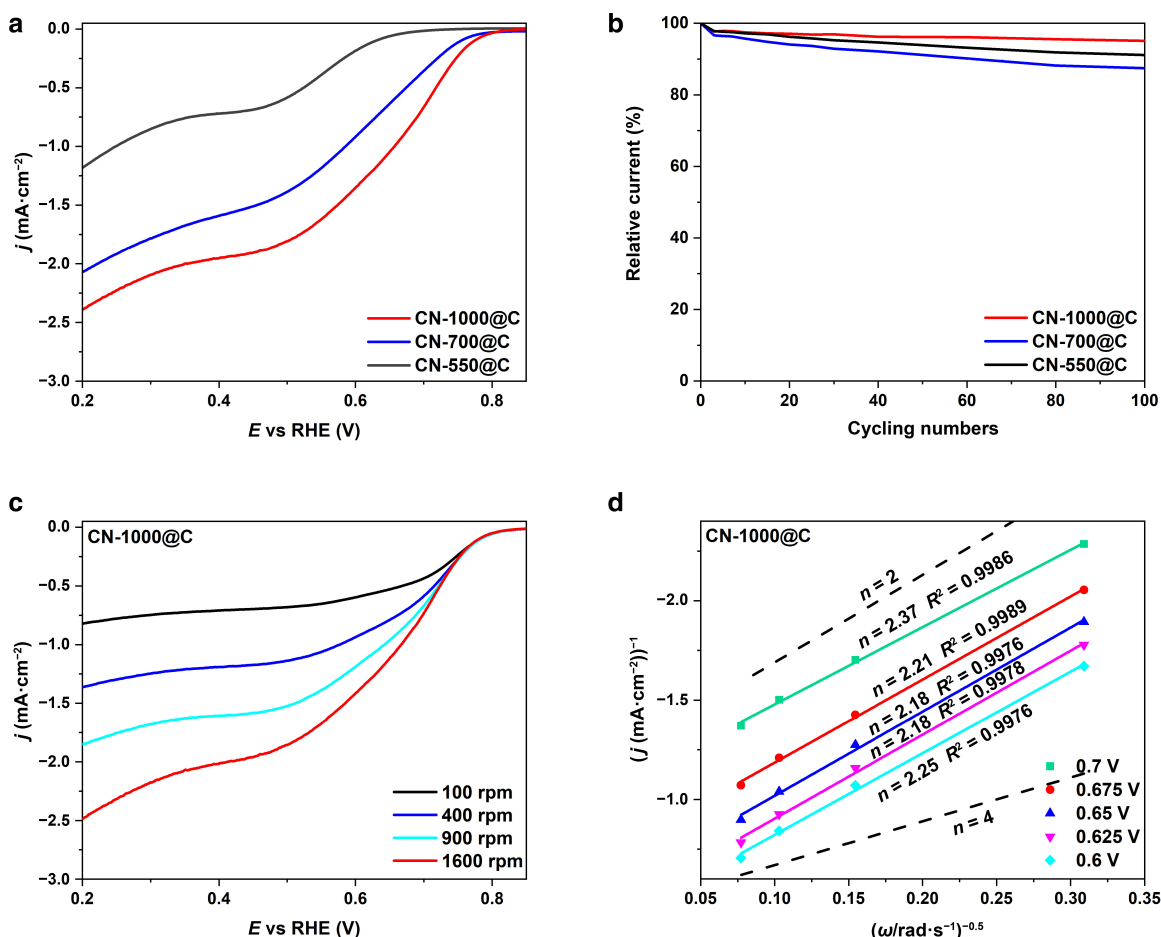 a
0.0
−0.5
−1.0
−1.5
−2.0
−2.5
−3.0
j (mA·cm⁻²)
0.2
0.4
0.6
0.8
E vs RHE (V)
CN-1000@C
CN-700@C
CN-550@C
b
100
80
60
40
20
0
Relative current (%)
0
20
40
60
80
100
Cycling numbers
CN-1000@C
CN-700@C
CN-550@C
c
CN-1000@C
0.0
−0.5
−1.0
−1.5
−2.0
−2.5
−3.0
j (mA·cm⁻²)
0.2
0.4
0.6
0.8
E vs RHE (V)
100 rpm
400 rpm
900 rpm
1600 rpm
d
CN-1000@C
−2.0
−1.5
−1.0
(j (mA·cm⁻²))⁻¹
n = 2
n = 2.37 R² = 0.9986
n = 2.21 R² = 0.9989
n = 2.18 R² = 0.9976
n = 2.18 R² = 0.9978
n = 2.25 R² = 0.9976
n = 4
0.7 V
0.675 V
0.65 V
0.625 V
0.6 V
0.05
0.10
0.15
0.20
0.25
0.30
0.35
(ω/rad·s⁻¹)⁻⁰·⁵